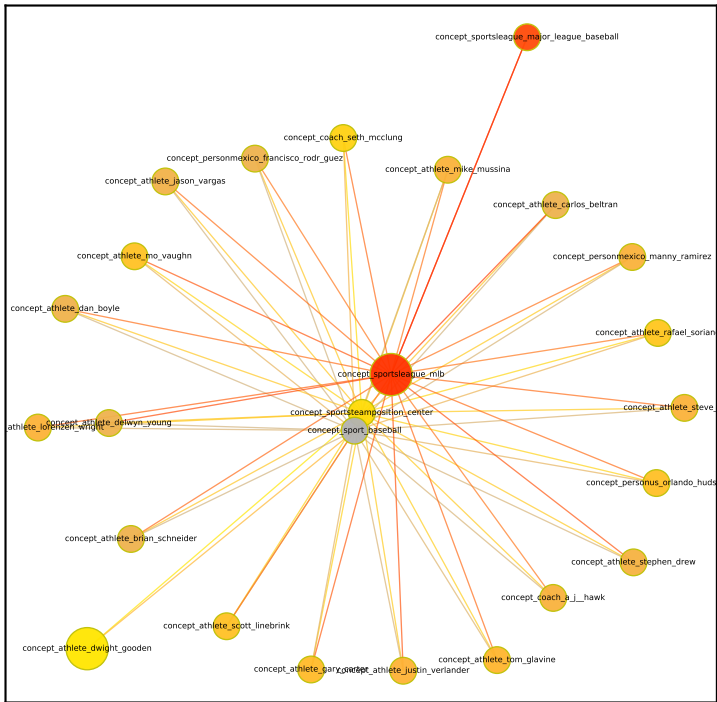 concept_sportsleague_major_league_baseball
concept_coach_seth_mcclung
concept_personmexico_francisco_rodr_guez
concept_athlete_mike_mussina
concept_athlete_jason_vargas
concept_athlete_carlos_beltran
concept_athlete_mo_vaughn
concept_personmexico_manny_ramirez
concept_athlete_dan_boyle
concept_athlete_rafael_sorian
concept_sportsleague_mlb
concept_athlete_steve_
concept_sportsteamposition_center
athlete_lorenzen_wright
concept_athlete_delwyn_young
concept_sport_baseball
concept_personus_orlando_huds
concept_athlete_brian_schneider
concept_athlete_stephen_drew
concept_coach_a_j__hawk
concept_athlete_scott_linebrink
concept_athlete_dwight_gooden
concept_athlete_tom_glavine
concept_athlete_gary_carter
concept_athlete_justin_verlander